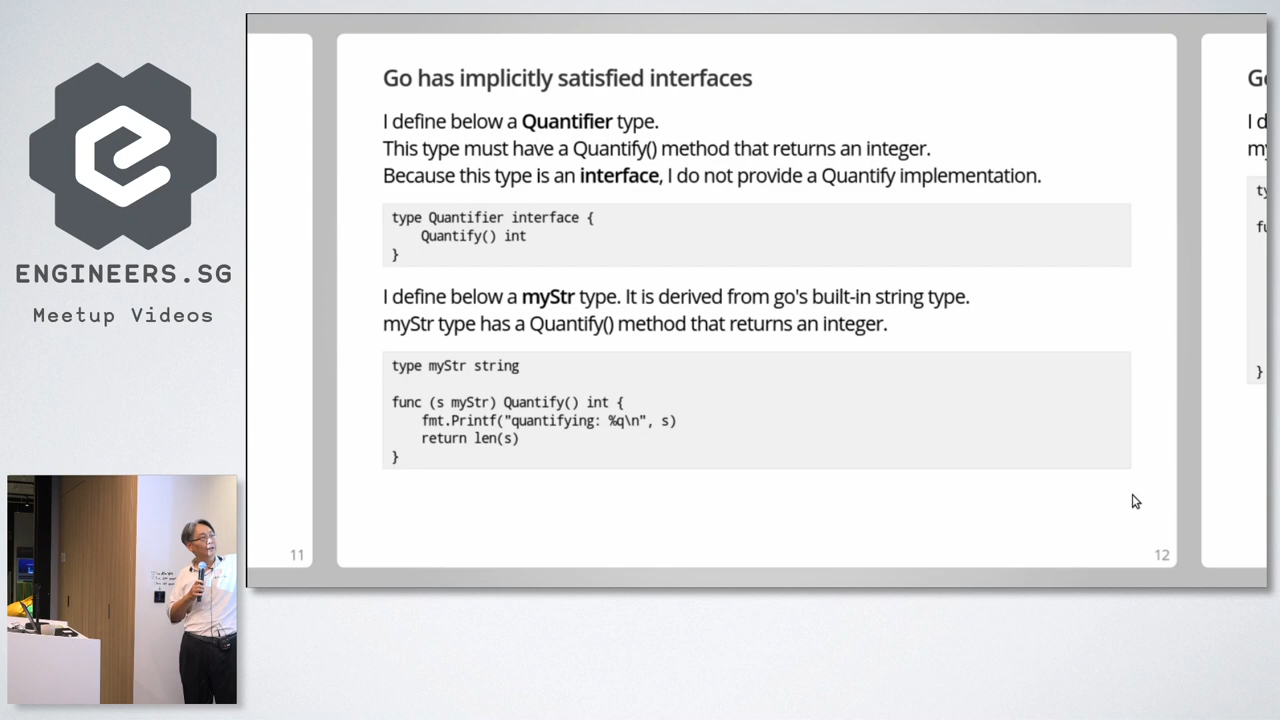 ENGINEERS.SG
Meetup Videos
11
Go has implicitly satisfied interfaces
I define below a Quantifier type.
This type must have a Quantify() method that returns an integer.
Because this type is an interface, I do not provide a Quantify implementation.
type Quantifier interface {
    Quantify() int
}
I define below a myStr type. It is derived from go's built-in string type.
myStr type has a Quantify() method that returns an integer.
type myStr string
func (s myStr) Quantify() int {
    fmt.Printf("quantifying: %q\n", s)
    return len(s)
}
12
I d
my
ty
}